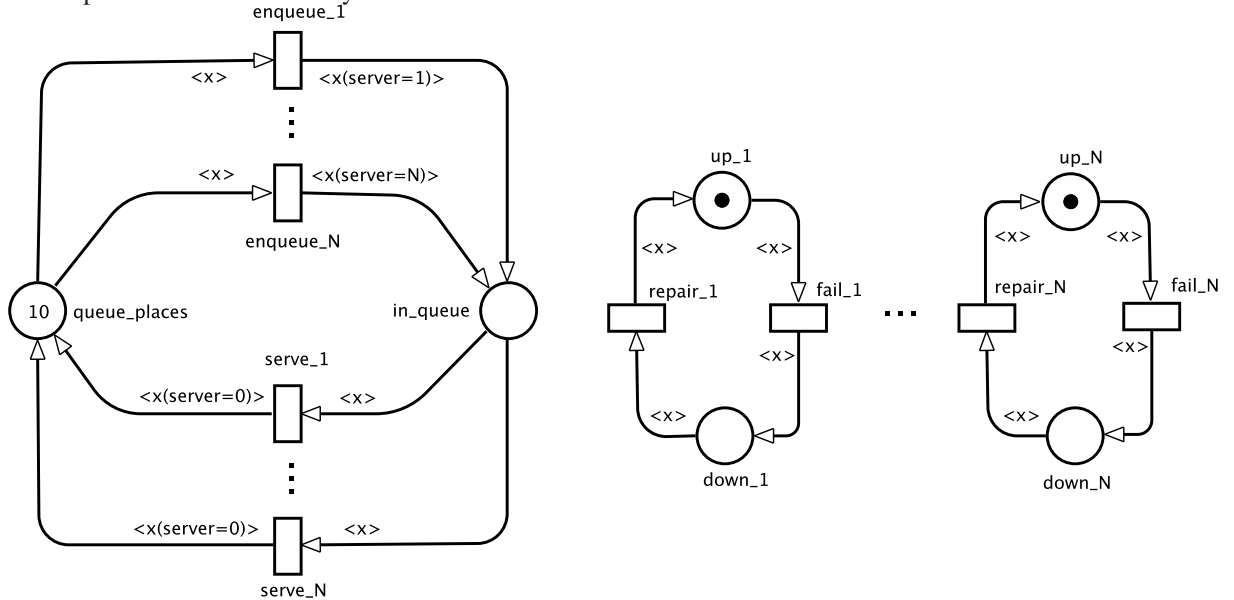 enqueue_1
<x>
<x(server=1)>
<x>
<x(server=N)>
enqueue_N
10
queue_places
in_queue
serve_1
<x(server=0)>
<x>
<x(server=0)>
<x>
serve_N
up_1
<x>
<x>
repair_1
fail_1
<x>
<x>
down_1
up_N
<x>
<x>
repair_N
fail_N
<x>
<x>
down_N